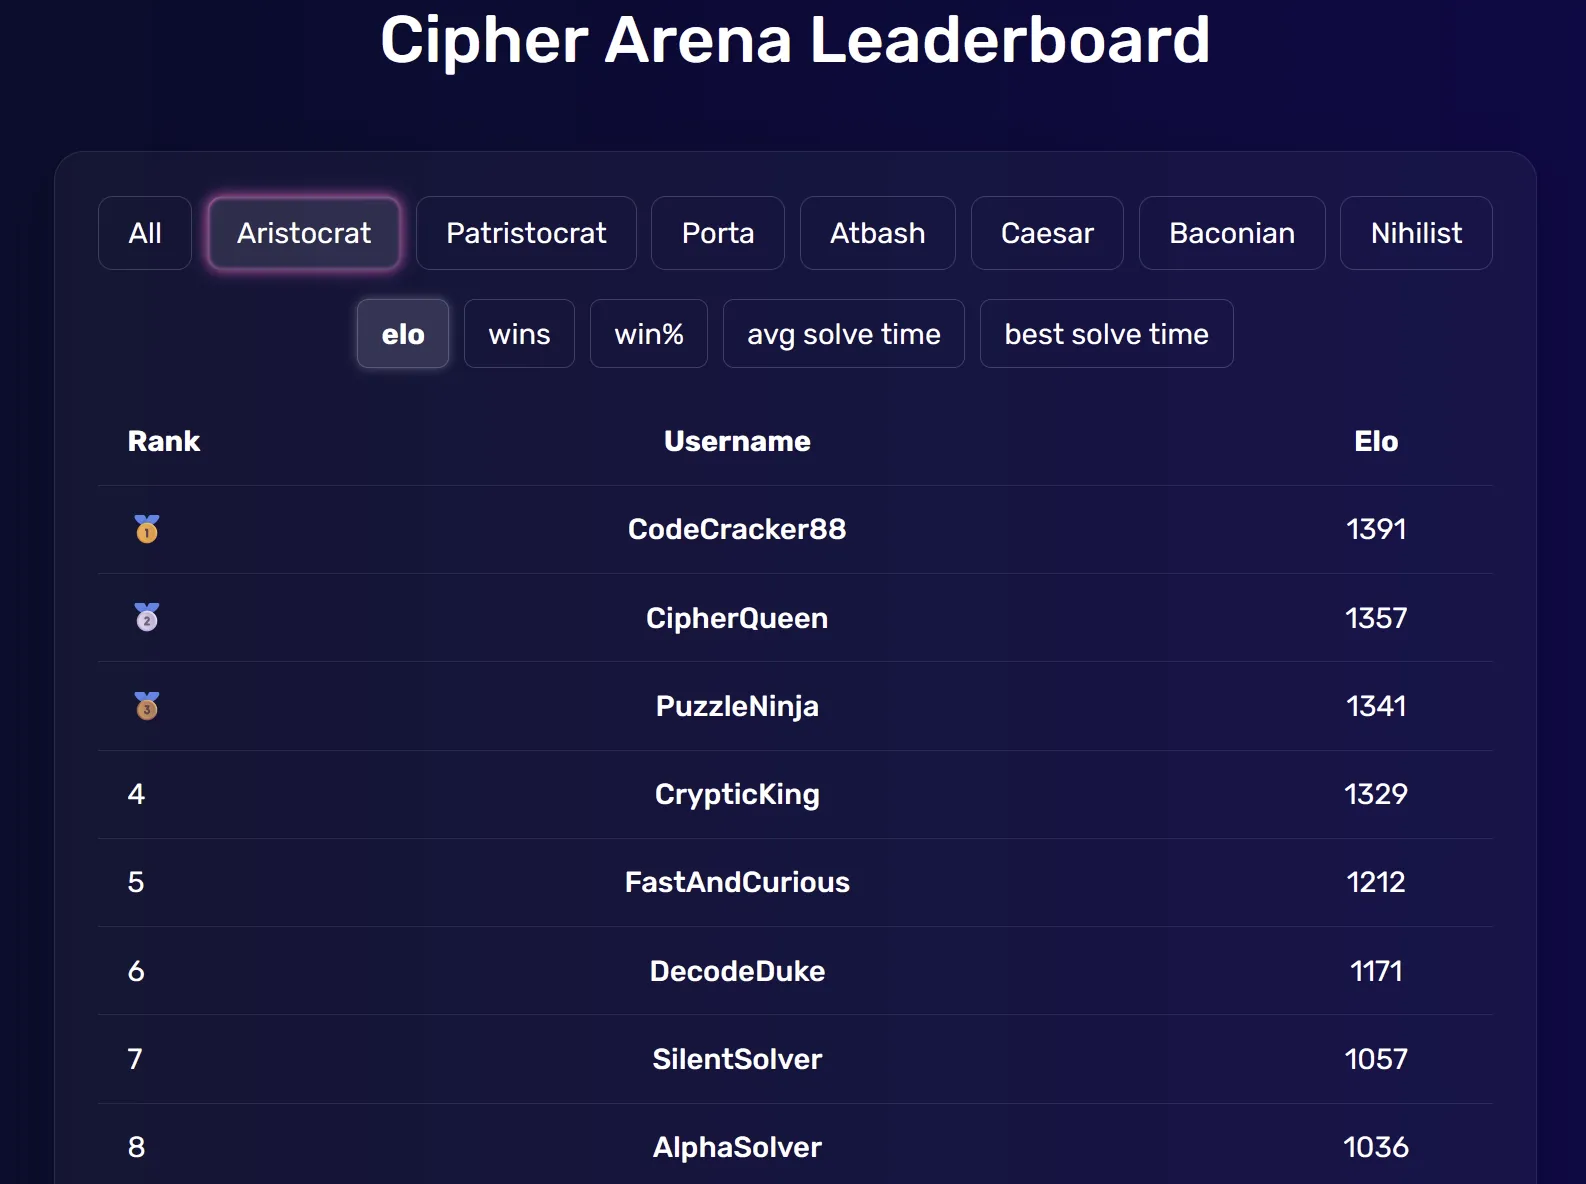 Cipher Arena Leaderboard
All Aristocrat Patristocrat Porta Atbash Caesar Baconian Nihilist
elo wins win% avg solve time best solve time
Rank Username Elo
1 CodeCracker88 1391
2 CipherQueen 1357
3 PuzzleNinja 1341
4 CrypticKing 1329
5 FastAndCurious 1212
6 DecodeDuke 1171
7 SilentSolver 1057
8 AlphaSolver 1036